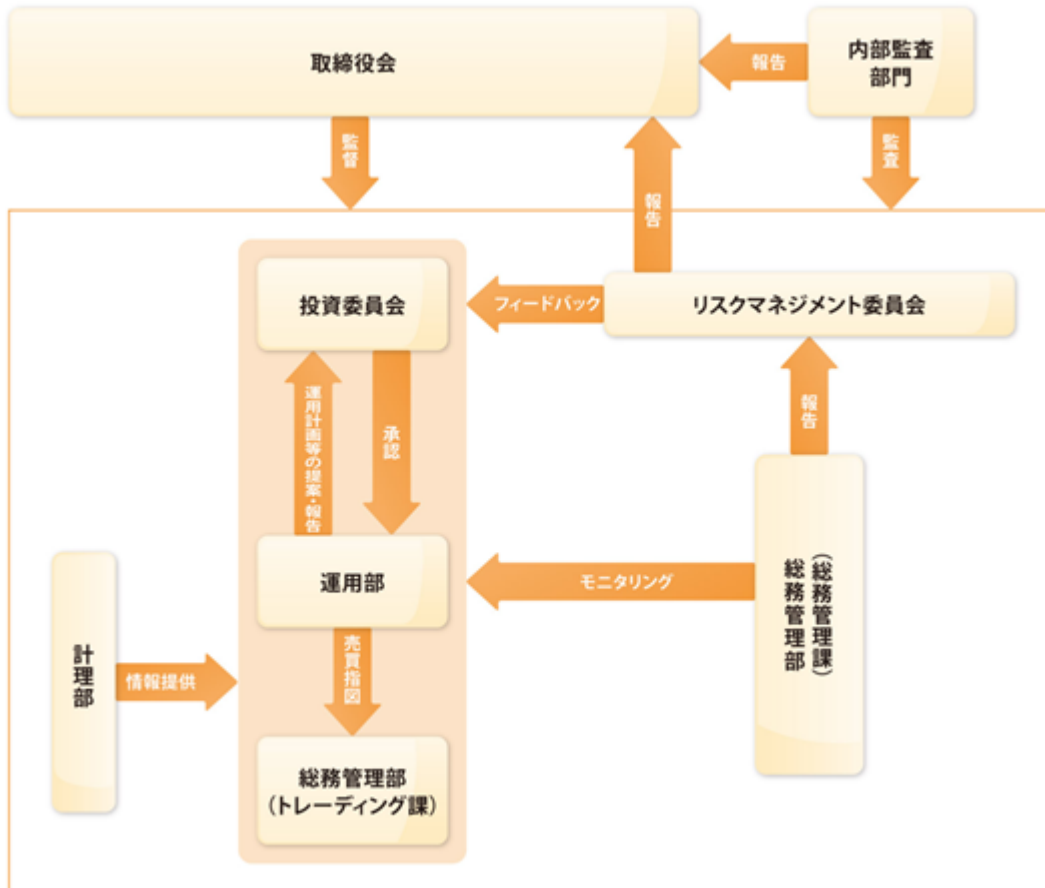 取締役会
報告
内部監査
部門
監督
監査
報告
投資委員会
フィードバック
リスクマネジメント委員会
運用計画等の提案・報告
承認
報告
運用部
モニタリング
総務管理部
（総務管理課）
計理部
情報提供
売買指図
総務管理部
（トレーディング課）